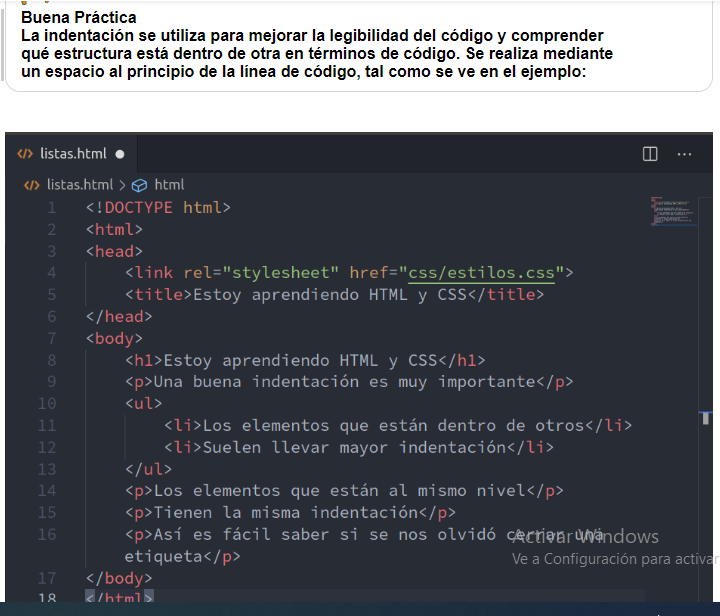 Buena Práctica
La indentación se utiliza para mejorar la legibilidad del código y comprender
qué estructura está dentro de otra en términos de código. Se realiza mediante
un espacio al principio de la línea de código, tal como se ve en el ejemplo:
</> listas.html ● ...
</> listas.html > html
1 <!DOCTYPE html>
2 <html>
3 <head>
4     <link rel="stylesheet" href="css/estilos.css">
5     <title>Estoy aprendiendo HTML y CSS</title>
6 </head>
7 <body>
8     <h1>Estoy aprendiendo HTML y CSS</h1>
9     <p>Una buena indentación es muy importante</p>
10     <ul>
11         <li>Los elementos que están dentro de otros</li>
12         <li>Suelen llevar mayor indentación</li>
13     </ul>
14     <p>Los elementos que están al mismo nivel</p>
15     <p>Tienen la misma indentación</p>
16     <p>Así es fácil saber si se nos olvidó cerrar una
etiqueta</p>
Activar Windows
Ve a Configuración para activar
17 </body>
18 </html>